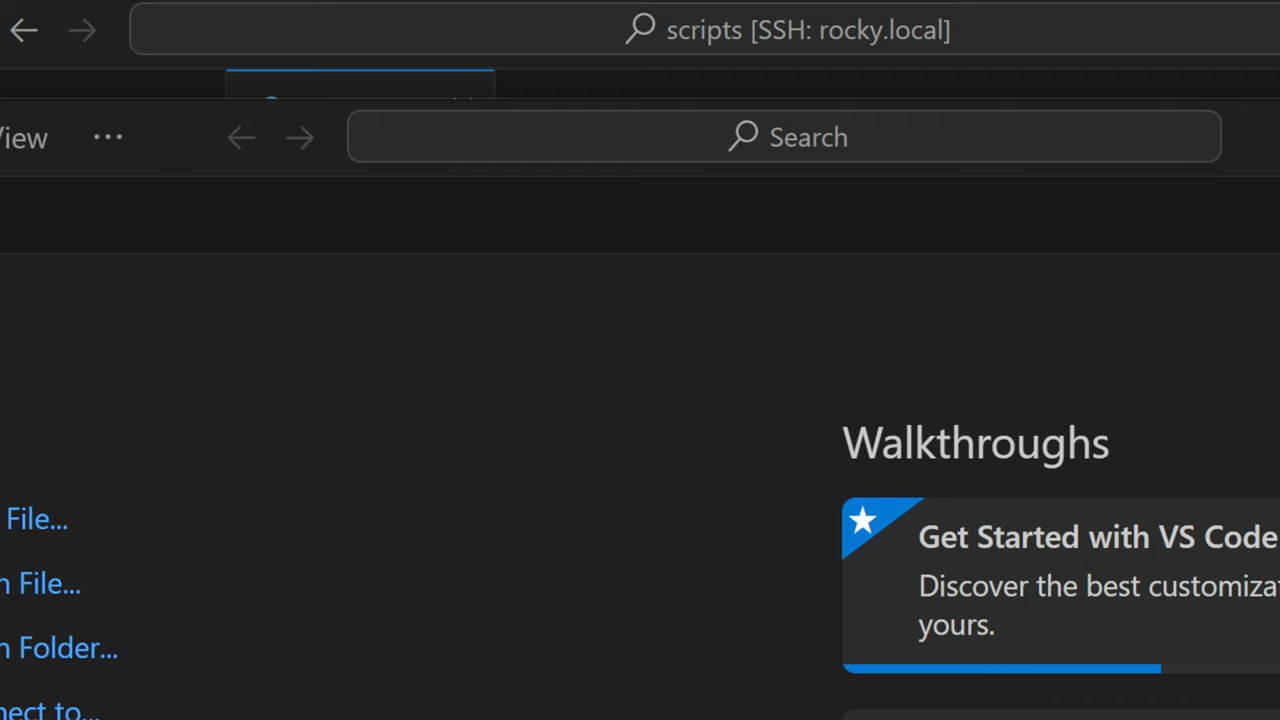 scripts [SSH: rocky.local]
View ...
Search
Walkthroughs
File...
Get Started with VS Code
Discover the best
yours.
File...
Folder...
to...